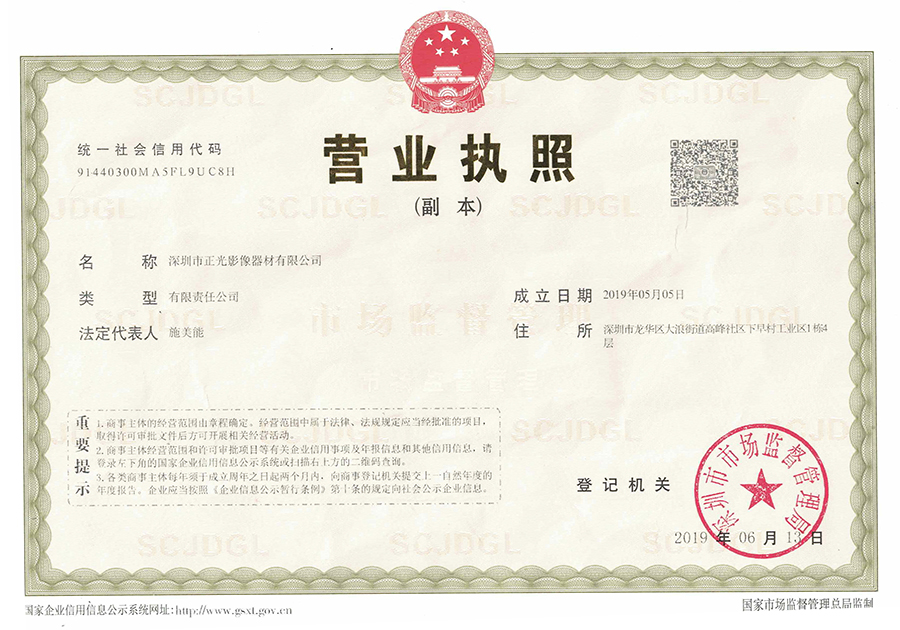 营业执照
(副 本)
统一社会信用代码
91440300MA5FL9UC8H
名 称 深圳市正光影像器材有限公司
类 型 有限责任公司
法定代表人 施美能
成立日期 2019年05月05日
住 所 深圳市龙华区大浪街道高峰社区下早村工业区1栋4
层
重要提示
1.商事主体的经营范围由章程确定。经营范围中属于法律、法规规定应当经批准的项目,
取得许可审批文件后方可开展相关经营活动。
2.商事主体经营范围和许可审批项目等有关企业信用事项及年报信息和其他信用信息,请
登录左下角的国家企业信用信息公示系统或扫描右上方的二维码查询。
3.各类商事主体每年须于成立周年之日起两个月内,向商事登记机关提交上一自然年度的
年度报告。企业应当按照《企业信息公示暂行条例》第十条的规定向社会公示企业信息。
登记机关
深圳市市场监督管理局
2019 年 06 月 13 日
国家企业信用信息公示系统网址:http://www.gsxt.gov.cn
国家市场监督管理总局监制
SCJDGL
SCJDGL
SCJDGL
SCJDGL
SCJDGL
市场监督管理
SCJDGL
SCJDGL
SCJDGL
SCJDGL